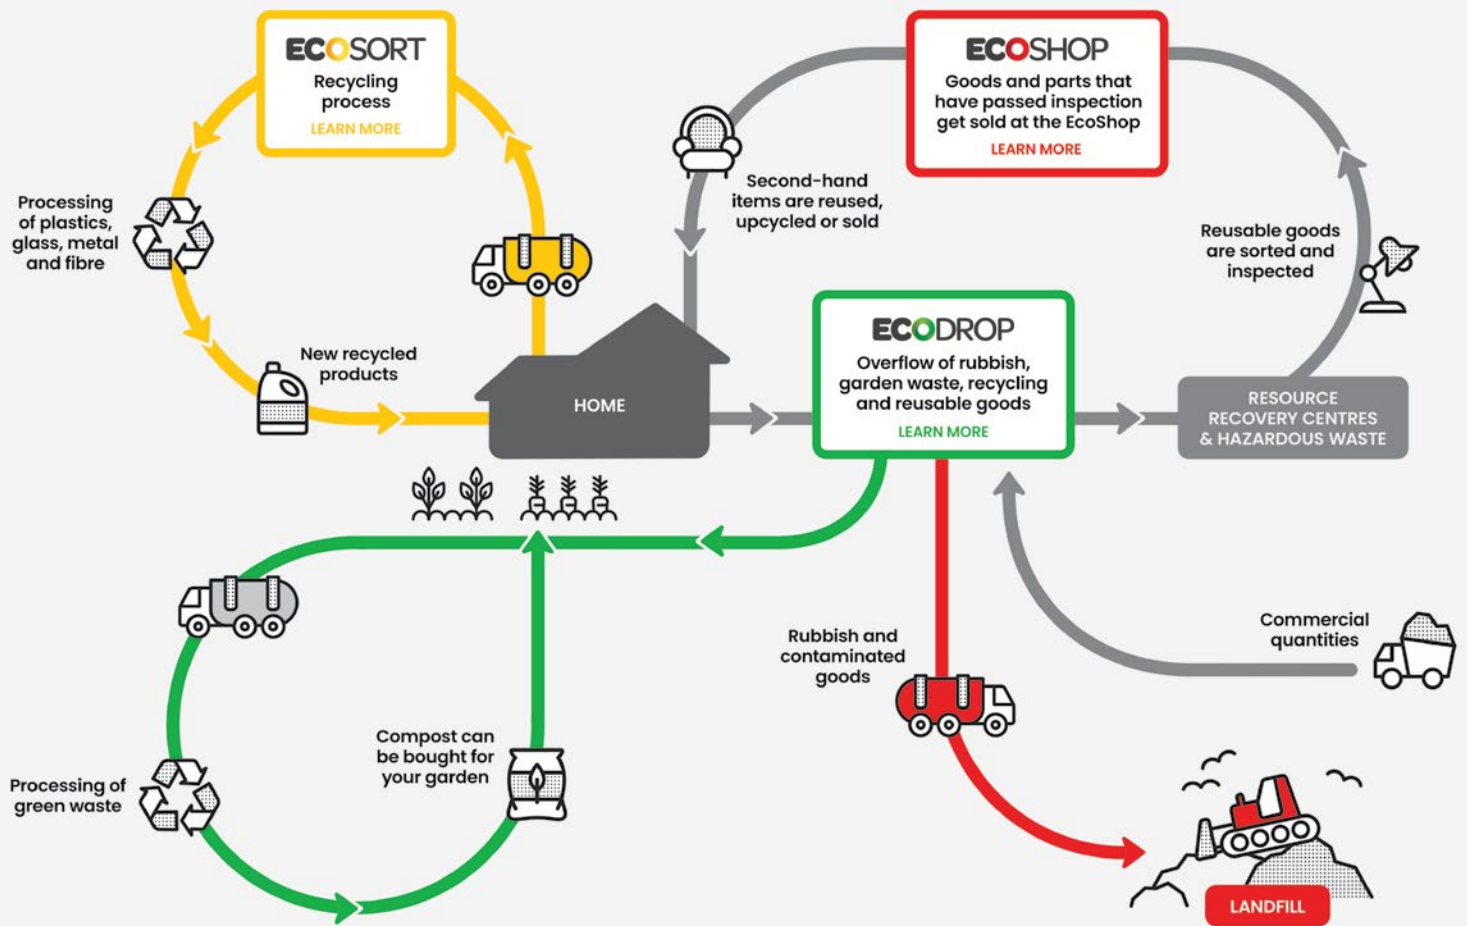 ECOSORT
Recycling
process
LEARN MORE
Processing
of plastics,
glass, metal
and fibre
New recycled
products
ECOSHOP
Goods and parts that
have passed inspection
get sold at the EcoShop
LEARN MORE
Second-hand
items are reused,
upcycled or sold
Reusable goods
are sorted and
inspected
HOME
ECODROP
Overflow of rubbish,
garden waste, recycling
and reusable goods
LEARN MORE
RESOURCE
RECOVERY CENTRES
& HAZARDOUS WASTE
Commercial
quantities
Rubbish and
contaminated
goods
Compost can
be bought for
your garden
Processing of
green waste
LANDFILL